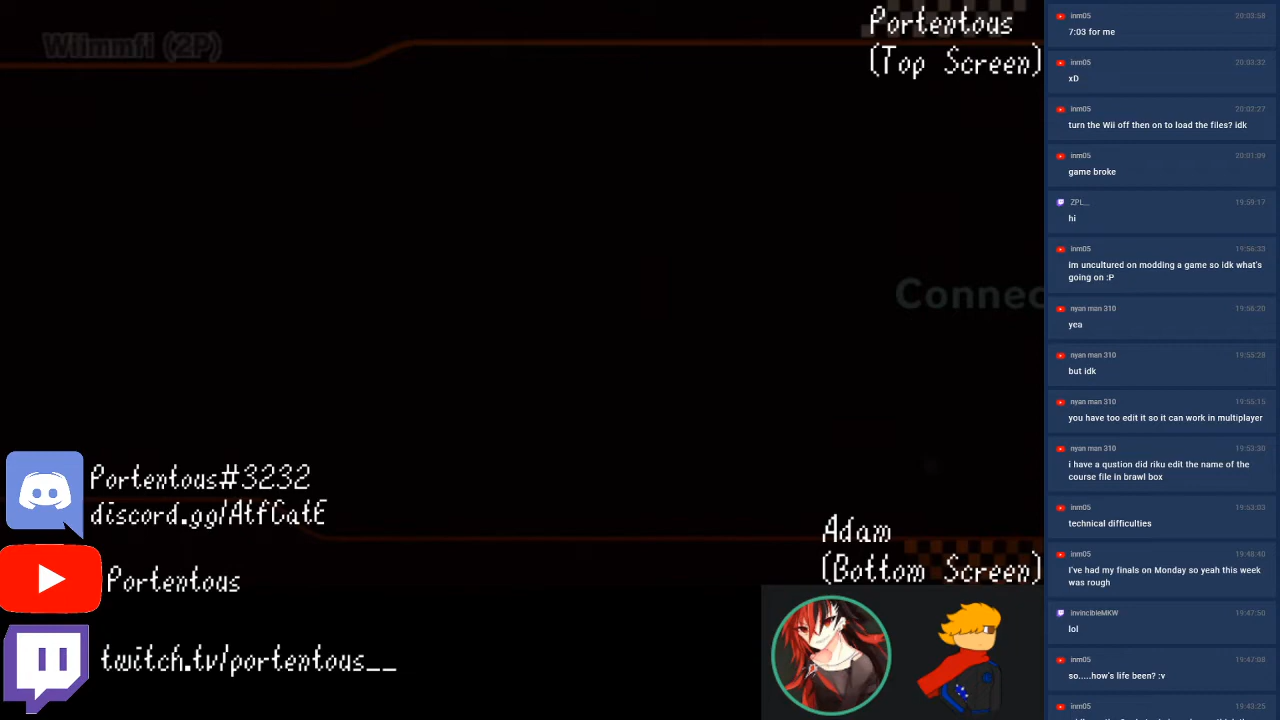 Wiimmfi (2P)
Portentous
(Top Screen)
Connec
Portentous#3232
discord.gg/AtfCatE
Portentous
twitch.tv/portentous__
Adam
(Bottom Screen)
inm05 20:03:58
7:03 for me
inm05 20:03:32
xD
inm05 20:03:27
turn the Wii off then on to load the files? idk
inm05 20:01:09
game broke
ZPL_ 19:59:17
hi
inm05 19:56:33
im uncultured on modding a game so idk what's
going on :P
nyan man 310 19:56:20
yea
nyan man 310 19:55:28
but idk
nyan man 310 19:55:15
you have too edit it so it can work in multiplayer
nyan man 310 19:53:30
i have a qustion did riku edit the name of the
course file in brawl box
inm05 19:53:03
technical difficulties
inm05 19:48:40
I've had my finals on Monday so yeah this week
was rough
invincibleMKW 19:47:50
lol
inm05 19:47:08
so.....how's life been? :v
inm05 19:43:25